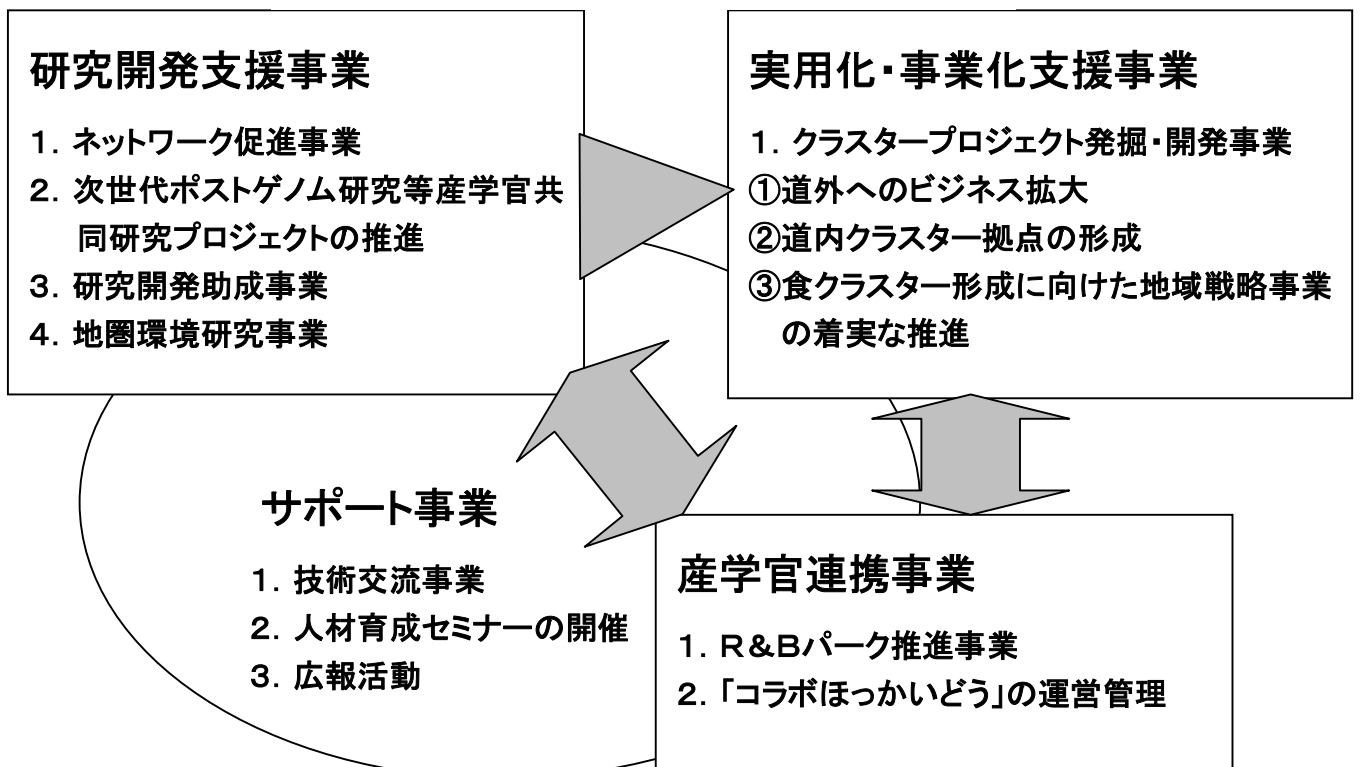 研究開発支援事業
1．ネットワーク促進事業
2．次世代ポストゲノム研究等産学官共
同研究プロジェクトの推進
3．研究開発助成事業
4．地圏環境研究事業
実用化・事業化支援事業
1．クラスタープロジェクト発掘・開発事業
①道外へのビジネス拡大
②道内クラスター拠点の形成
③食クラスター形成に向けた地域戦略事業
の着実な推進
サポート事業
1．技術交流事業
2．人材育成セミナーの開催
3．広報活動
産学官連携事業
1．R＆Bパーク推進事業
2．「コラボほっかいどう」の運営管理